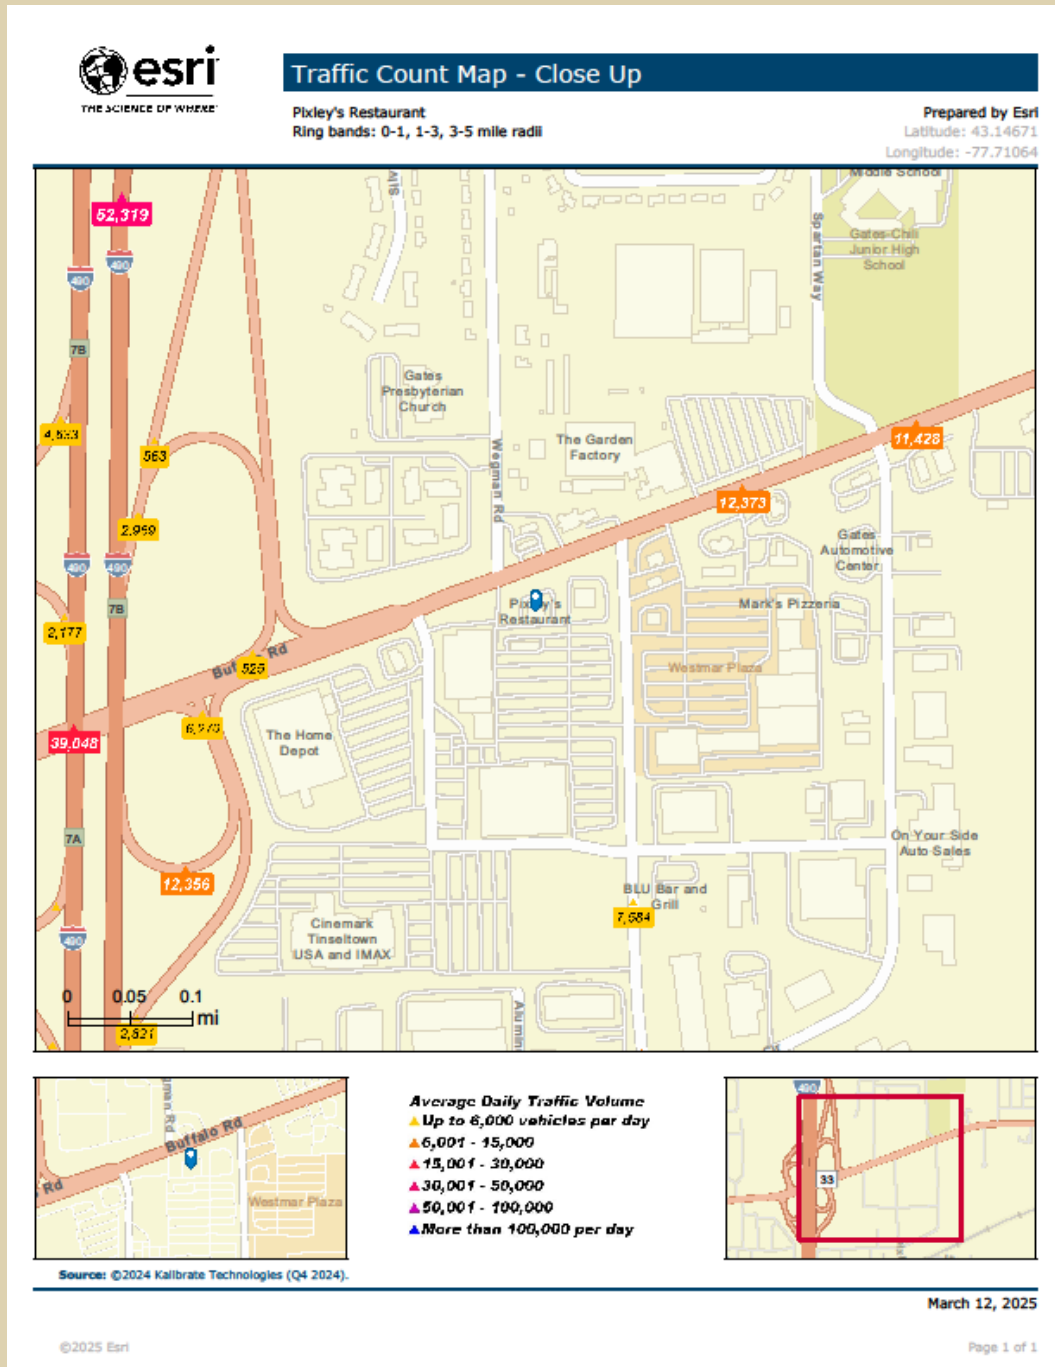 esri
THE SCIENCE OF WHERE
Traffic Count Map - Close Up
Pixley's Restaurant
Ring bands: 0-1, 1-3, 3-5 mile radii
Prepared by Esri
Latitude: 43.14671
Longitude: -77.71064
Middle School
52,319
Gates-Chili
Junior High
School
Spartan Way
490
490
7B
Gates
Presbyterian
Church
4,533
563
Wegman Rd
The Garden
Factory
11,428
12,373
2,959
Gates
Automotive
Center
490
490
7B
Pixley's
Restaurant
Mark's Pizzeria
2,177
Buffalo Rd
525
Westmar Plaza
39,048
The Home
Depot
7A
On Your Side
Auto Sales
12,356
BLU Bar and
Grill
7,584
Cinemark
Tinseltown
USA and IMAX
490
0 0.05 0.1
mi
2,821
Buffalo Rd
Rd
Westmar Plaza
Average Daily Traffic Volume
Up to 6,000 vehicles per day
6,001 - 15,000
15,001 - 30,000
30,001 - 50,000
50,001 - 100,000
More than 100,000 per day
490
33
Source: ©2024 Kalibrate Technologies (Q4 2024).
March 12, 2025
©2025 Esri
Page 1 of 1